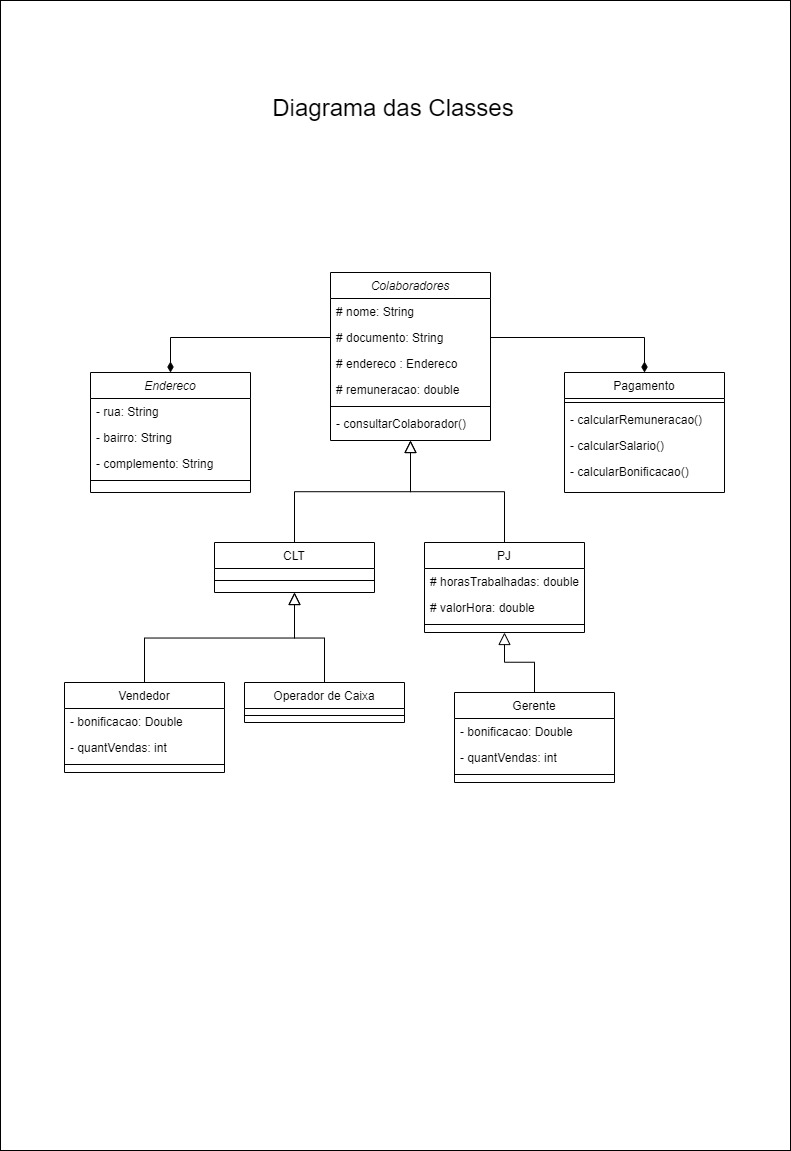 Diagrama das Classes
Colaboradores
# nome: String
# documento: String
# endereco : Endereco
# remuneracao: double
- consultarColaborador()
Endereco
- rua: String
- bairro: String
- complemento: String
Pagamento
- calcularRemuneracao()
- calcularSalario()
- calcularBonificacao()
CLT
PJ
# horasTrabalhadas: double
# valorHora: double
Vendedor
- bonificacao: Double
- quantVendas: int
Operador de Caixa
Gerente
- bonificacao: Double
- quantVendas: int